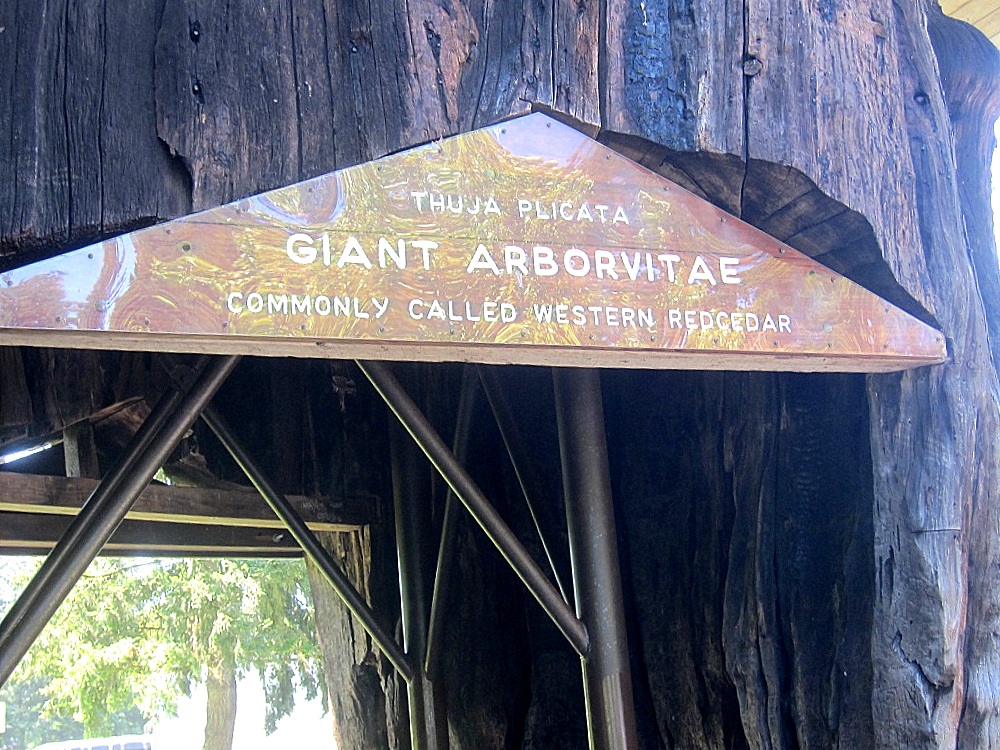 THUJA PLICATA
GIANT ARBORVITAE
COMMONLY CALLED WESTERN REDCEDAR